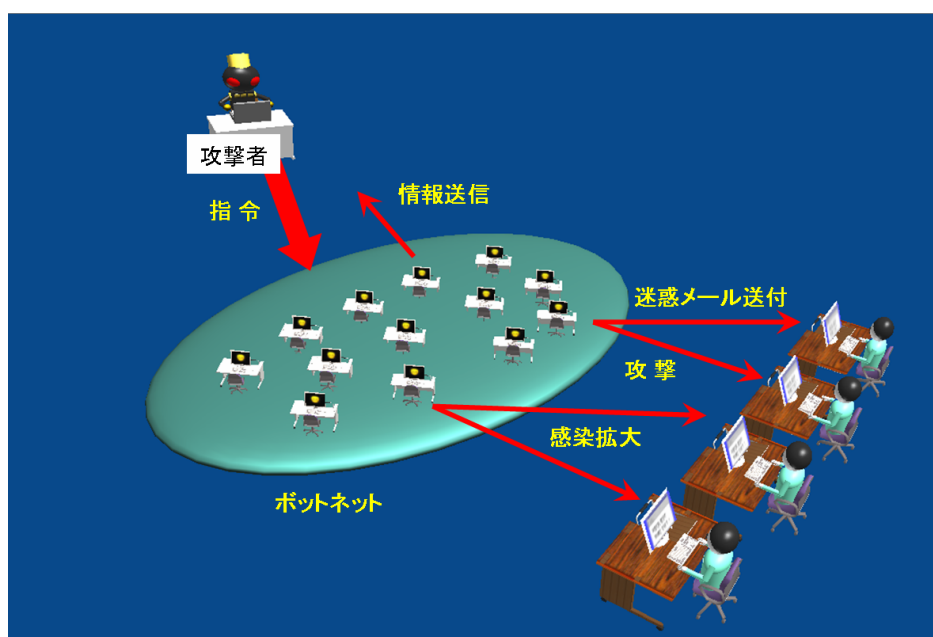 攻撃者
指 令
情報送信
迷惑メール送付
攻 撃
感染拡大
ボットネット